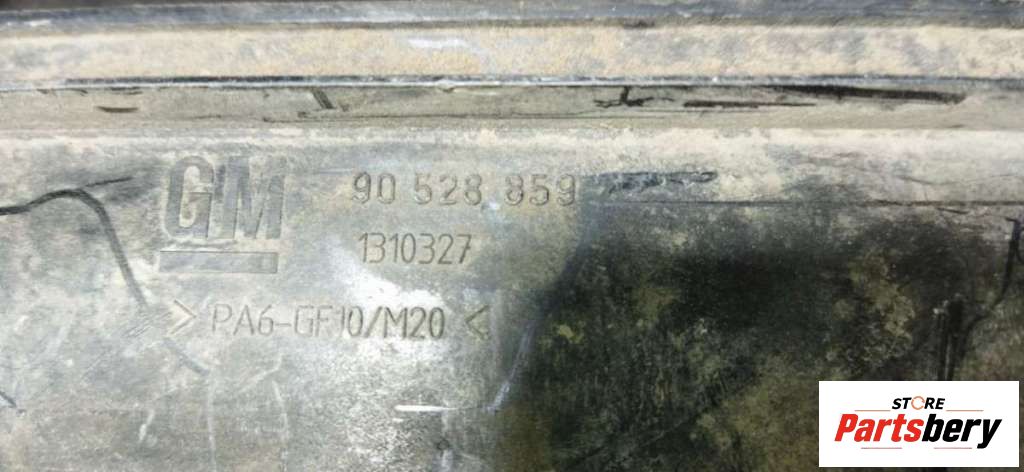 GM
90 528 859
1310327
> PA6-GF10/M20 <
STORE
Partsbery